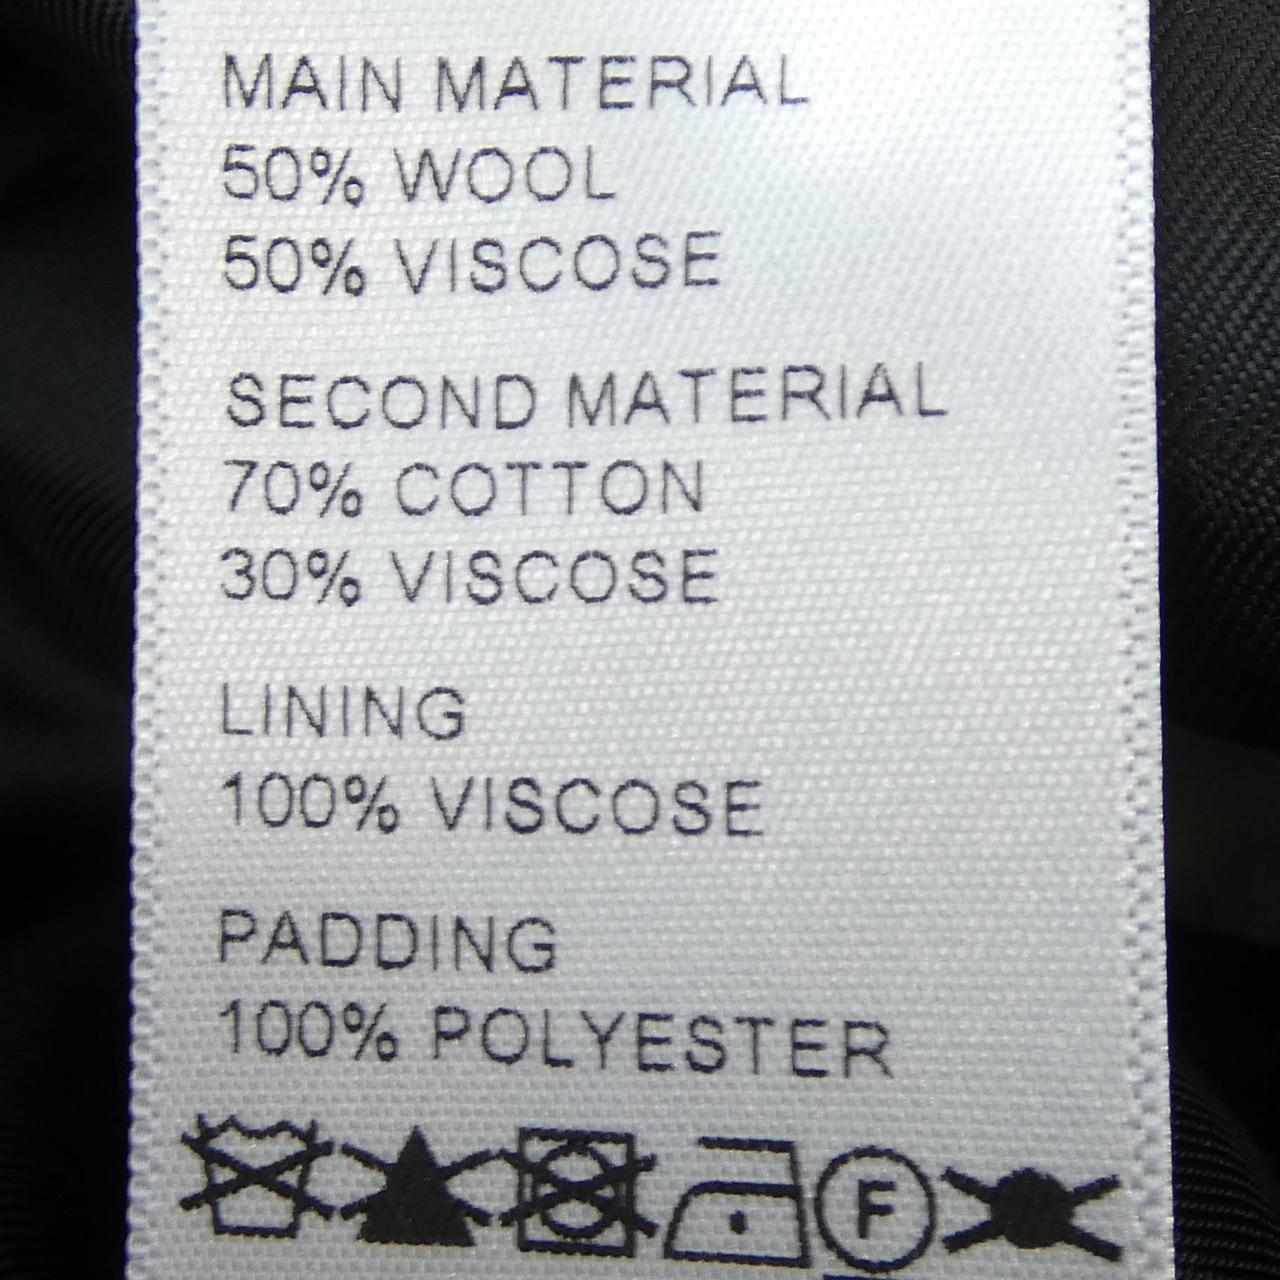 MAIN MATERIAL
50% WOOL
50% VISCOSE
SECOND MATERIAL
70% COTTON
30% VISCOSE
LINING
100% VISCOSE
PADDING
100% POLYESTER
F